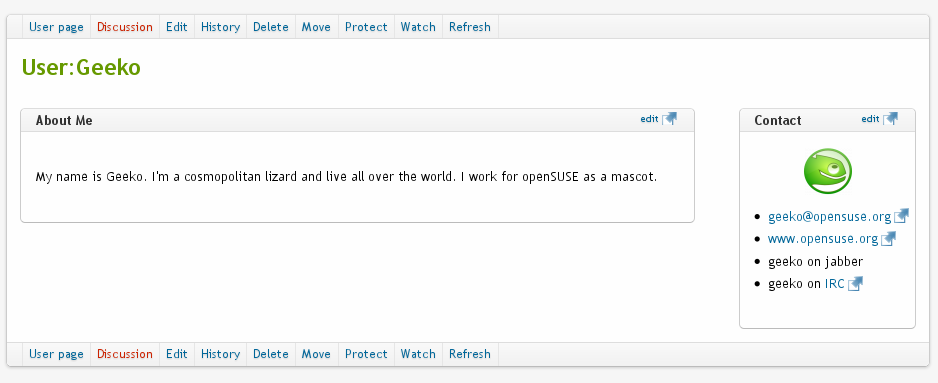 User page Discussion Edit History Delete Move Protect Watch Refresh
User:Geeko
About Me edit
My name is Geeko. I'm a cosmopolitan lizard and live all over the world. I work for openSUSE as a mascot.
Contact edit
geeko@opensuse.org
www.opensuse.org
geeko on jabber
geeko on IRC
User page Discussion Edit History Delete Move Protect Watch Refresh